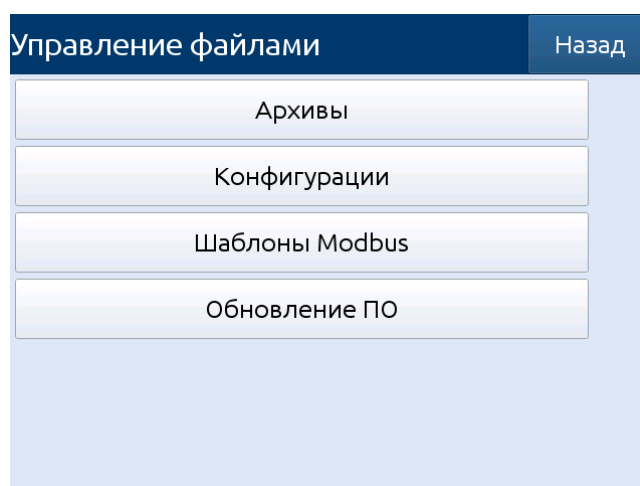 Управление файлами
Назад
Архивы
Конфигурации
Шаблоны Modbus
Обновление ПО